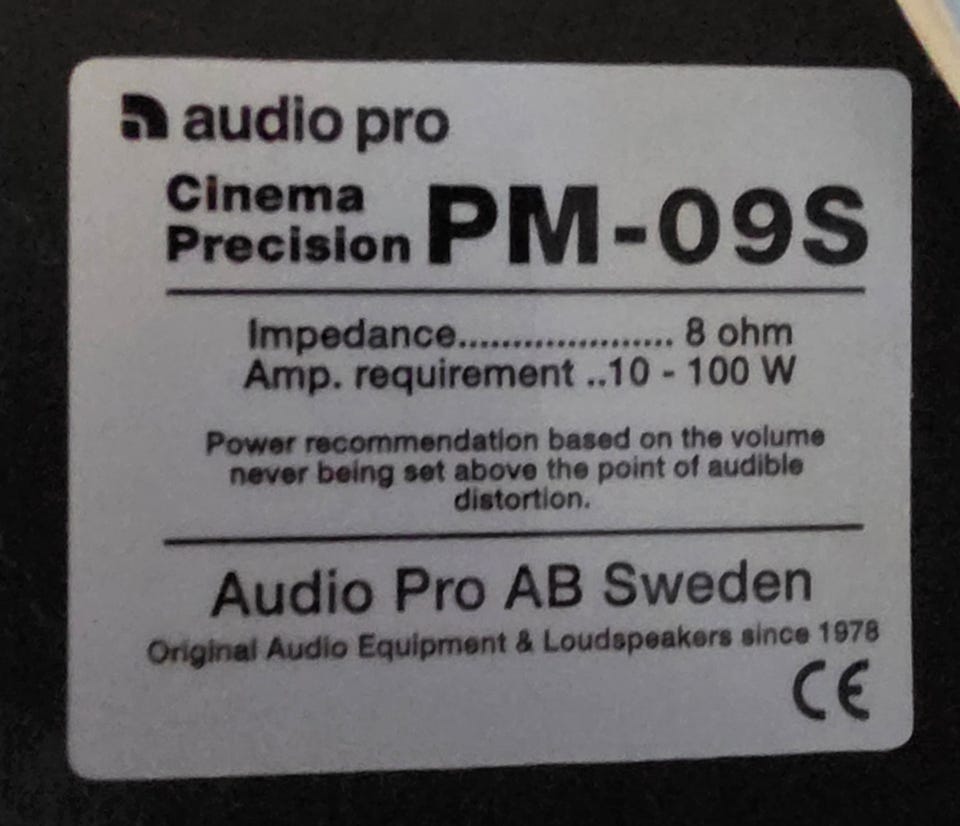 audio pro
Cinema
Precision PM-09S
Impedance.................... 8 ohm
Amp. requirement ..10 - 100 W
Power recommendation based on the volume
never being set above the point of audible
distortion.
Audio Pro AB Sweden
Original Audio Equipment & Loudspeakers since 1978
CE